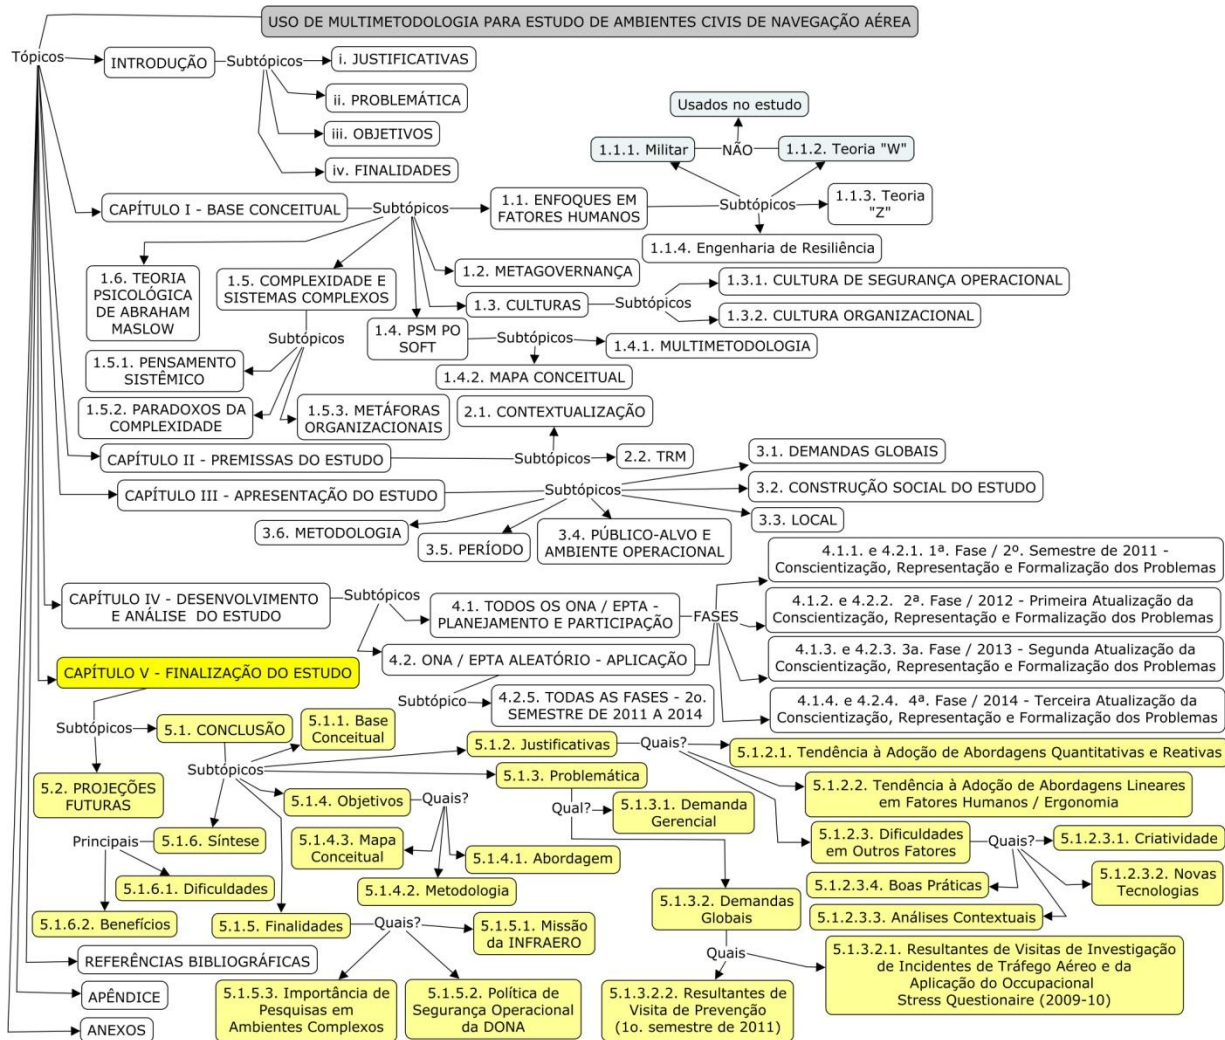 USO DE MULTIMETODOLOGIA PARA ESTUDO DE AMBIENTES CIVIS DE NAVEGAÇÃO AÉREA
Tópicos
INTRODUÇÃO
Subtópicos
i. JUSTIFICATIVAS
ii. PROBLEMÁTICA
iii. OBJETIVOS
iv. FINALIDADES
Usados no estudo
1.1.1. Militar
NÃO
1.1.2. Teoria "W"
CAPÍTULO I - BASE CONCEITUAL
Subtópicos
1.1. ENFOQUES EM
FATORES HUMANOS
Subtópicos
1.1.3. Teoria
"Z"
1.1.4. Engenharia de Resiliência
1.6. TEORIA
PSICOLÓGICA
DE ABRAHAM
MASLOW
1.5. COMPLEXIDADE E
SISTEMAS COMPLEXOS
1.2. METAGOVERNANÇA
1.3. CULTURAS
Subtópicos
1.3.1. CULTURA DE SEGURANÇA OPERACIONAL
1.3.2. CULTURA ORGANIZACIONAL
1.4. PSM PO
SOFT
Subtópicos
1.4.1. MULTIMETODOLOGIA
1.4.2. MAPA CONCEITUAL
Subtópicos
1.5.1. PENSAMENTO
SISTÊMICO
1.5.2. PARADOXOS DA
COMPLEXIDADE
1.5.3. METÁFORAS
ORGANIZACIONAIS
2.1. CONTEXTUALIZAÇÃO
CAPÍTULO II - PREMISSAS DO ESTUDO
Subtópicos
2.2. TRM
CAPÍTULO III - APRESENTAÇÃO DO ESTUDO
Subtópicos
3.1. DEMANDAS GLOBAIS
3.2. CONSTRUÇÃO SOCIAL DO ESTUDO
3.3. LOCAL
3.4. PÚBLICO-ALVO E
AMBIENTE OPERACIONAL
3.5. PERÍODO
3.6. METODOLOGIA
CAPÍTULO IV - DESENVOLVIMENTO
E ANÁLISE DO ESTUDO
Subtópicos
4.1. TODOS OS ONA / EPTA -
PLANEJAMENTO E PARTICIPAÇÃO
FASES
4.2. ONA / EPTA ALEATÓRIO - APLICAÇÃO
Subtópico
4.2.5. TODAS AS FASES - 2o.
SEMESTRE DE 2011 A 2014
4.1.1. e 4.2.1. 1ª. Fase / 2º. Semestre de 2011 -
Conscientização, Representação e Formalização dos Problemas
4.1.2. e 4.2.2. 2ª. Fase / 2012 - Primeira Atualização da
Conscientização, Representação e Formalização dos Problemas
4.1.3. e 4.2.3. 3a. Fase / 2013 - Segunda Atualização da
Conscientização, Representação e Formalização dos Problemas
4.1.4. e 4.2.4. 4ª. Fase / 2014 - Terceira Atualização da
Conscientização, Representação e Formalização dos Problemas
CAPÍTULO V - FINALIZAÇÃO DO ESTUDO
Subtópicos
5.1. CONCLUSÃO
5.2. PROJEÇÕES
FUTURAS
Subtópicos
5.1.1. Base
Conceitual
5.1.2. Justificativas
Quais?
5.1.2.1. Tendência à Adoção de Abordagens Quantitativas e Reativas
5.1.2.2. Tendência à Adoção de Abordagens Lineares
em Fatores Humanos / Ergonomia
5.1.2.3. Dificuldades
em Outros Fatores
Quais?
5.1.2.3.1. Criatividade
5.1.2.3.2. Novas
Tecnologias
5.1.2.3.4. Boas Práticas
5.1.2.3.3. Análises Contextuais
5.1.3. Problemática
Qual?
5.1.3.1. Demanda
Gerencial
5.1.3.2. Demandas
Globais
Quais
5.1.3.2.1. Resultantes de Visitas de Investigação
de Incidentes de Tráfego Aéreo e da
Aplicação do Occupacional
Stress Questionaire (2009-10)
5.1.3.2.2. Resultantes de
Visita de Prevenção
(1o. semestre de 2011)
5.1.4. Objetivos
Quais?
5.1.4.3. Mapa
Conceitual
5.1.4.1. Abordagem
5.1.4.2. Metodologia
5.1.6. Síntese
Principais
5.1.6.1. Dificuldades
5.1.6.2. Benefícios
5.1.5. Finalidades
Quais?
5.1.5.1. Missão
da INFRAERO
5.1.5.3. Importância de
Pesquisas em
Ambientes Complexos
5.1.5.2. Política de
Segurança Operacional
da DONA
REFERÊNCIAS BIBLIOGRÁFICAS
APÊNDICE
ANEXOS